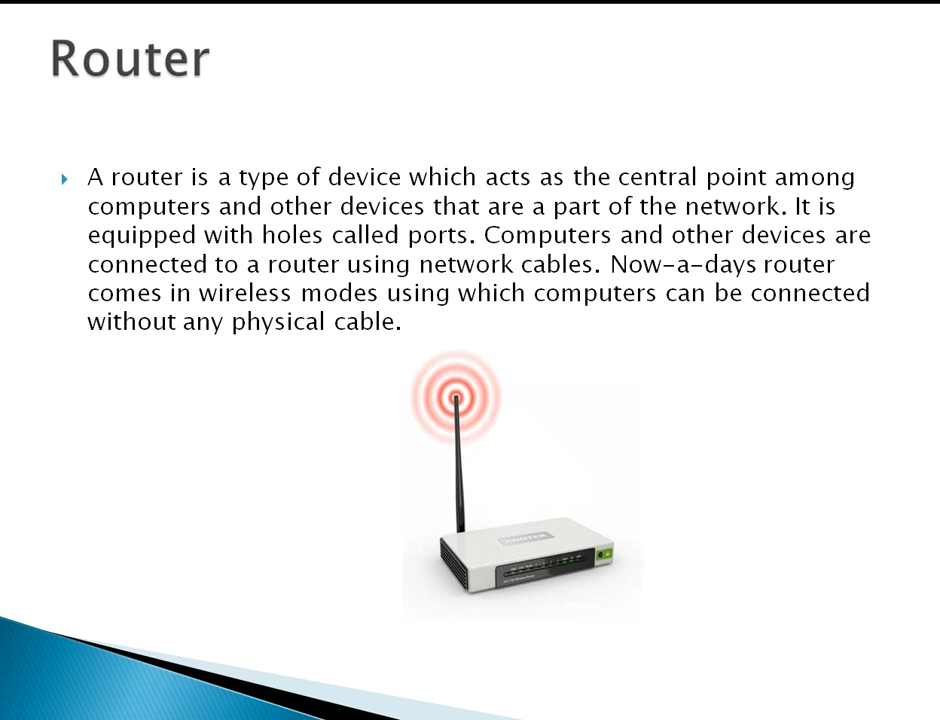 Router
A router is a type of device which acts as the central point among
computers and other devices that are a part of the network. It is
equipped with holes called ports. Computers and other devices are
connected to a router using network cables. Now-a-days router
comes in wireless modes using which computers can be connected
without any physical cable.
ROUTER